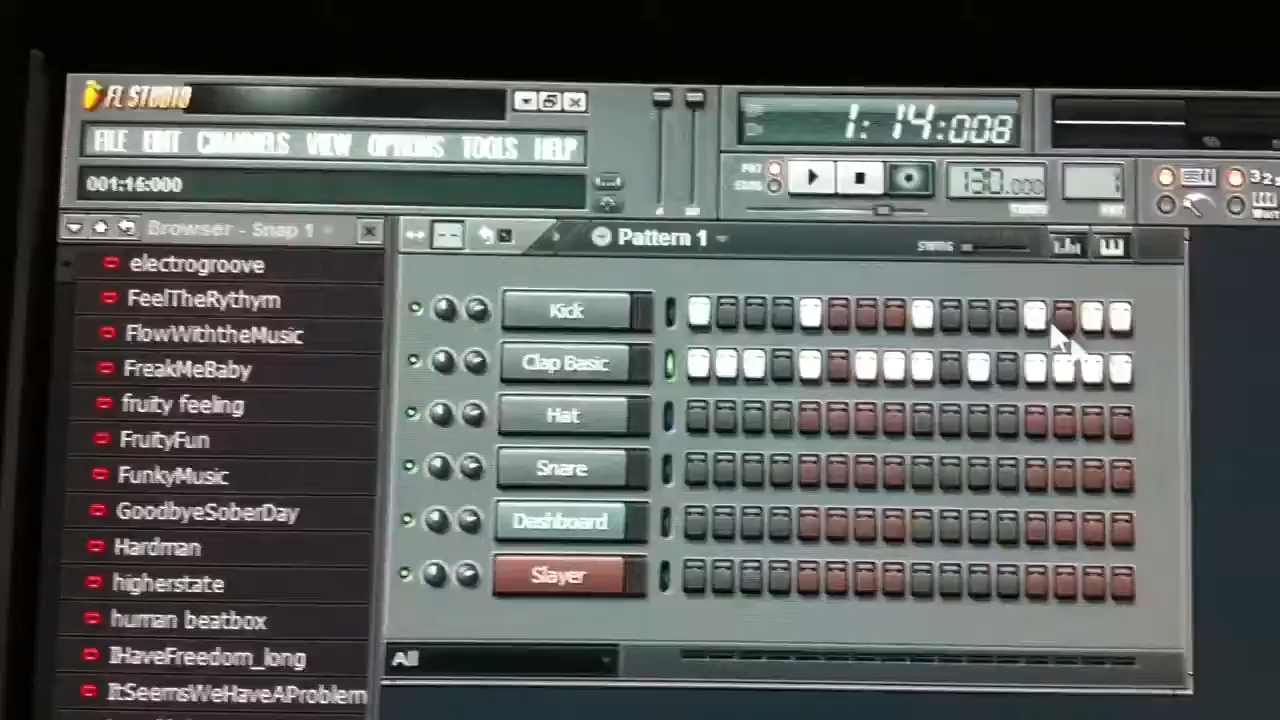 FL STUDIO
1:14:008
FILE EDIT CHANNELS VIEW OPTIONS TOOLS HELP
001:16:000
130.000
1
Browser - Snap 1
Pattern 1
SWING
electrogroove
FeelTheRythym
FlowWiththeMusic
FreakMeBaby
fruity feeling
FruityFun
FunkyMusic
GoodbyeSoberDay
Hardman
higherstate
human beatbox
IHaveFreedom_long
ItSeemsWeHaveAProblem
Kick
Clap Basic
Hat
Snare
Dashboard
Slayer
All